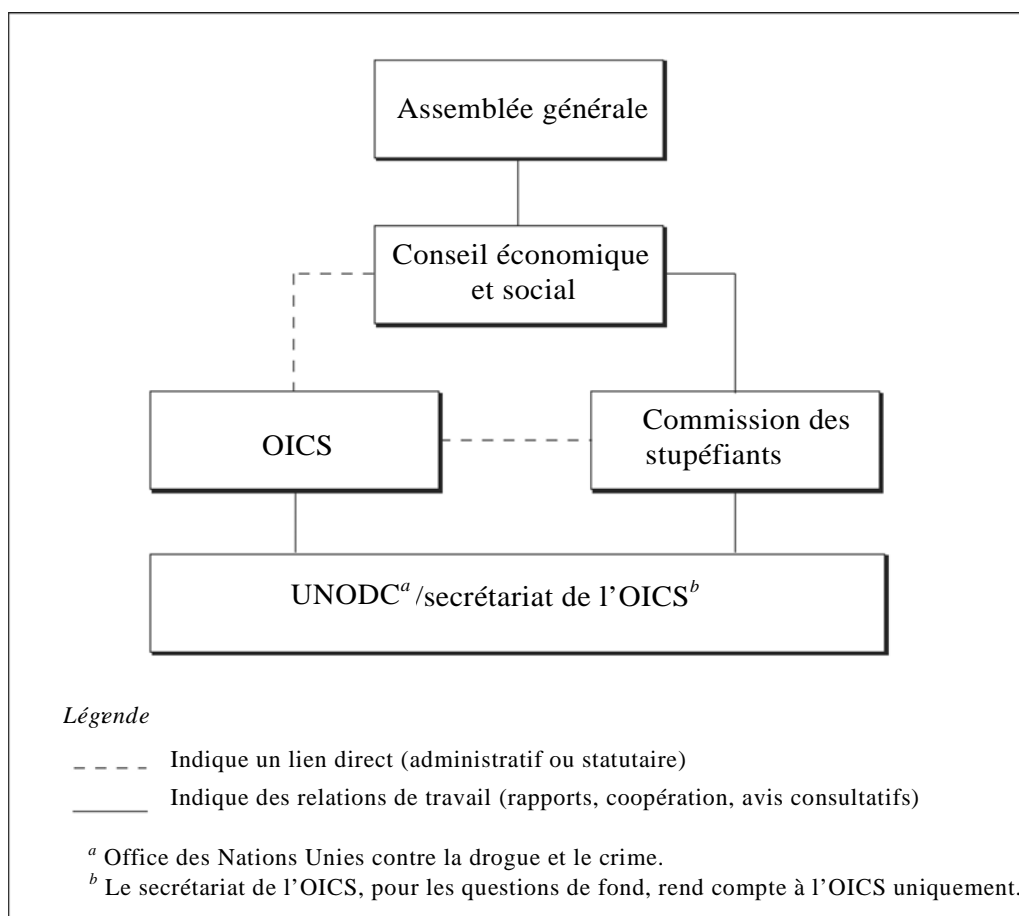 Assemblée générale
Conseil économique
et social
OICS
Commission des
stupéfiants
UNODCᵃ/secrétariat de l’OICSᵇ
Légende
Indique un lien direct (administratif ou statutaire)
Indique des relations de travail (rapports, coopération, avis consultatifs)
ᵃ Office des Nations Unies contre la drogue et le crime.
ᵇ Le secrétariat de l’OICS, pour les questions de fond, rend compte à l’OICS uniquement.